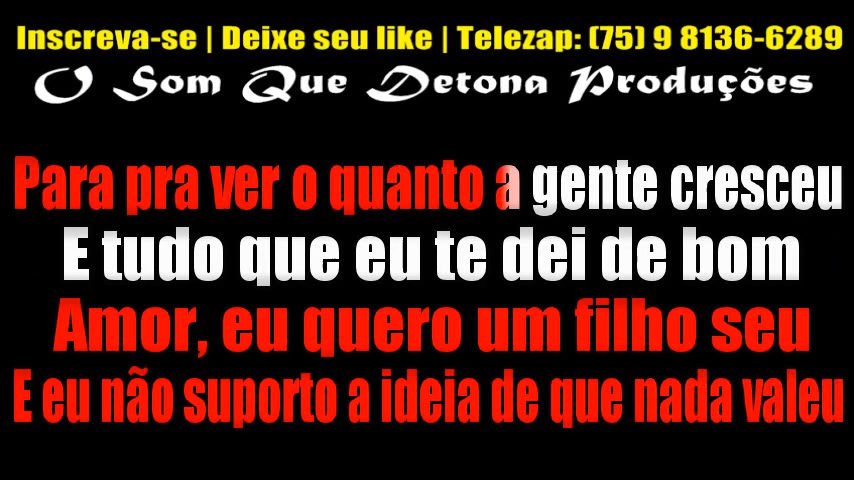 Inscreva-se | Deixe seu like | Telezap: (75) 9 8136-6289
O Som Que Detona Produções
Para pra ver o quanto a gente cresceu
E tudo que eu te dei de bom
Amor, eu quero um filho seu
E eu não suporto a ideia de que nada valeu